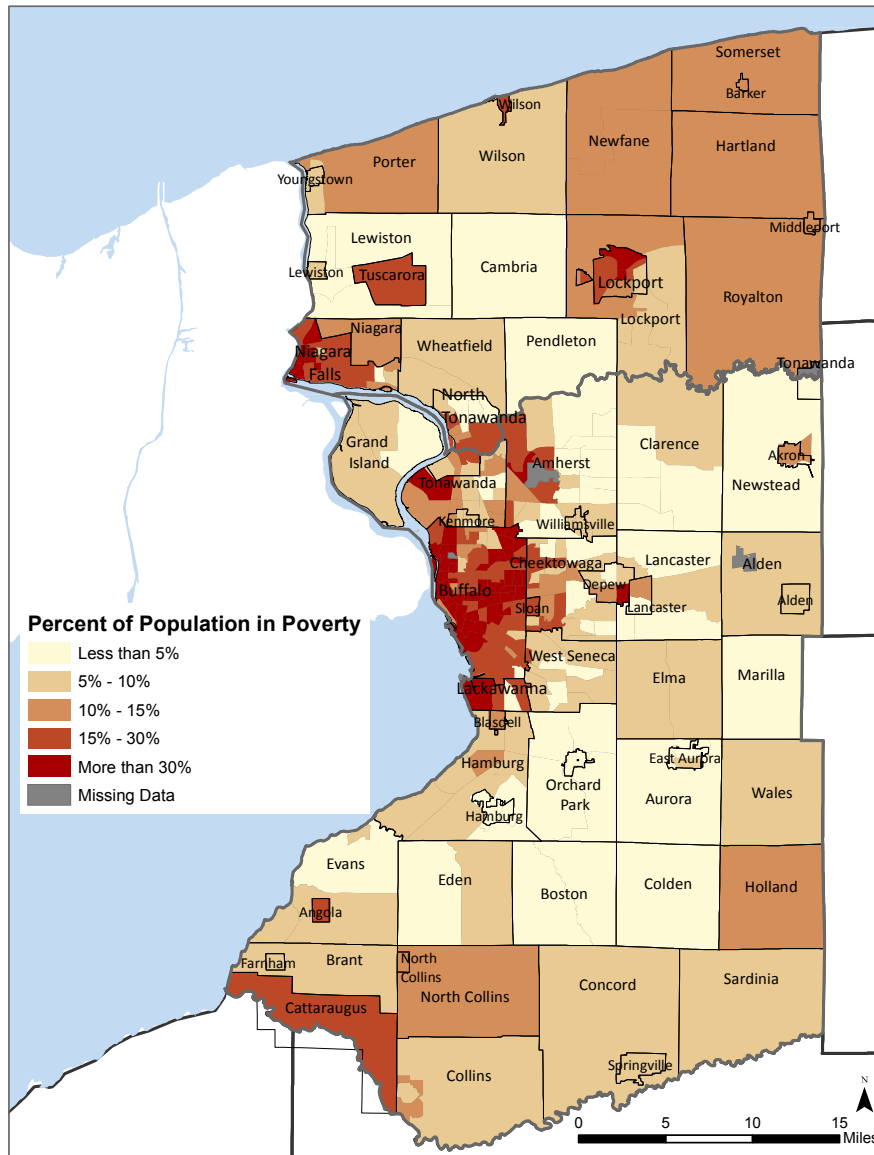 Somerset
Barker
Wilson
Newfane
Hartland
Porter
Wilson
Youngstown
Middleport
Lewiston
Lewiston
Tuscarora
Cambria
Lockport
Royalton
Lockport
Niagara
Niagara
Falls
Wheatfield
Pendleton
Tonawanda
North
Tonawanda
Grand
Island
Clarence
Amherst
Akron
Tonawanda
Newstead
Kenmore
Williamsville
Cheektowaga
Lancaster
Alden
Buffalo
Depew
Sloan
Lancaster
Alden
Percent of Population in Poverty
Less than 5%
5% - 10%
10% - 15%
15% - 30%
More than 30%
Missing Data
West Seneca
Elma
Marilla
Lackawanna
Blasdell
Hamburg
East Aurora
Orchard
Park
Aurora
Wales
Hamburg
Evans
Eden
Boston
Colden
Holland
Angola
Farnham
Brant
North
Collins
North Collins
Concord
Sardinia
Cattaraugus
Collins
Springville
N
0 5 10 15
Miles